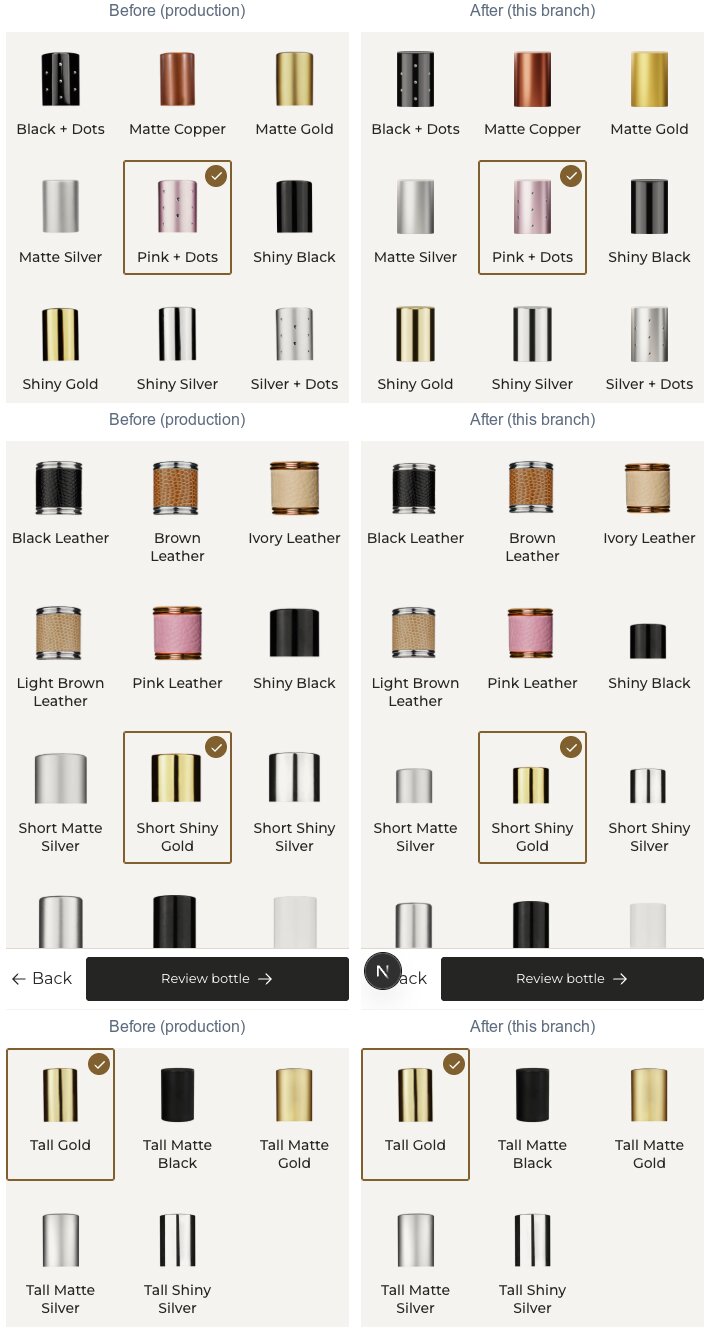 Before (production) After (this branch)
Black + Dots Matte Copper Matte Gold Black + Dots Matte Copper Matte Gold
Matte Silver Pink + Dots Shiny Black Matte Silver Pink + Dots Shiny Black
Shiny Gold Shiny Silver Silver + Dots Shiny Gold Shiny Silver Silver + Dots
Before (production) After (this branch)
Black Leather Brown Ivory Leather Black Leather Brown Ivory Leather
Leather Leather
Light Brown Pink Leather Shiny Black Light Brown Pink Leather Shiny Black
Leather Leather
Short Matte Short Shiny Short Shiny Short Matte Short Shiny Short Shiny
Silver Gold Silver Silver Gold Silver
← Back Review bottle → N ack Review bottle →
Before (production) After (this branch)
Tall Gold Tall Matte Tall Matte Tall Gold Tall Matte Tall Matte
Black Gold Black Gold
Tall Matte Tall Shiny Tall Matte Tall Shiny
Silver Silver Silver Silver